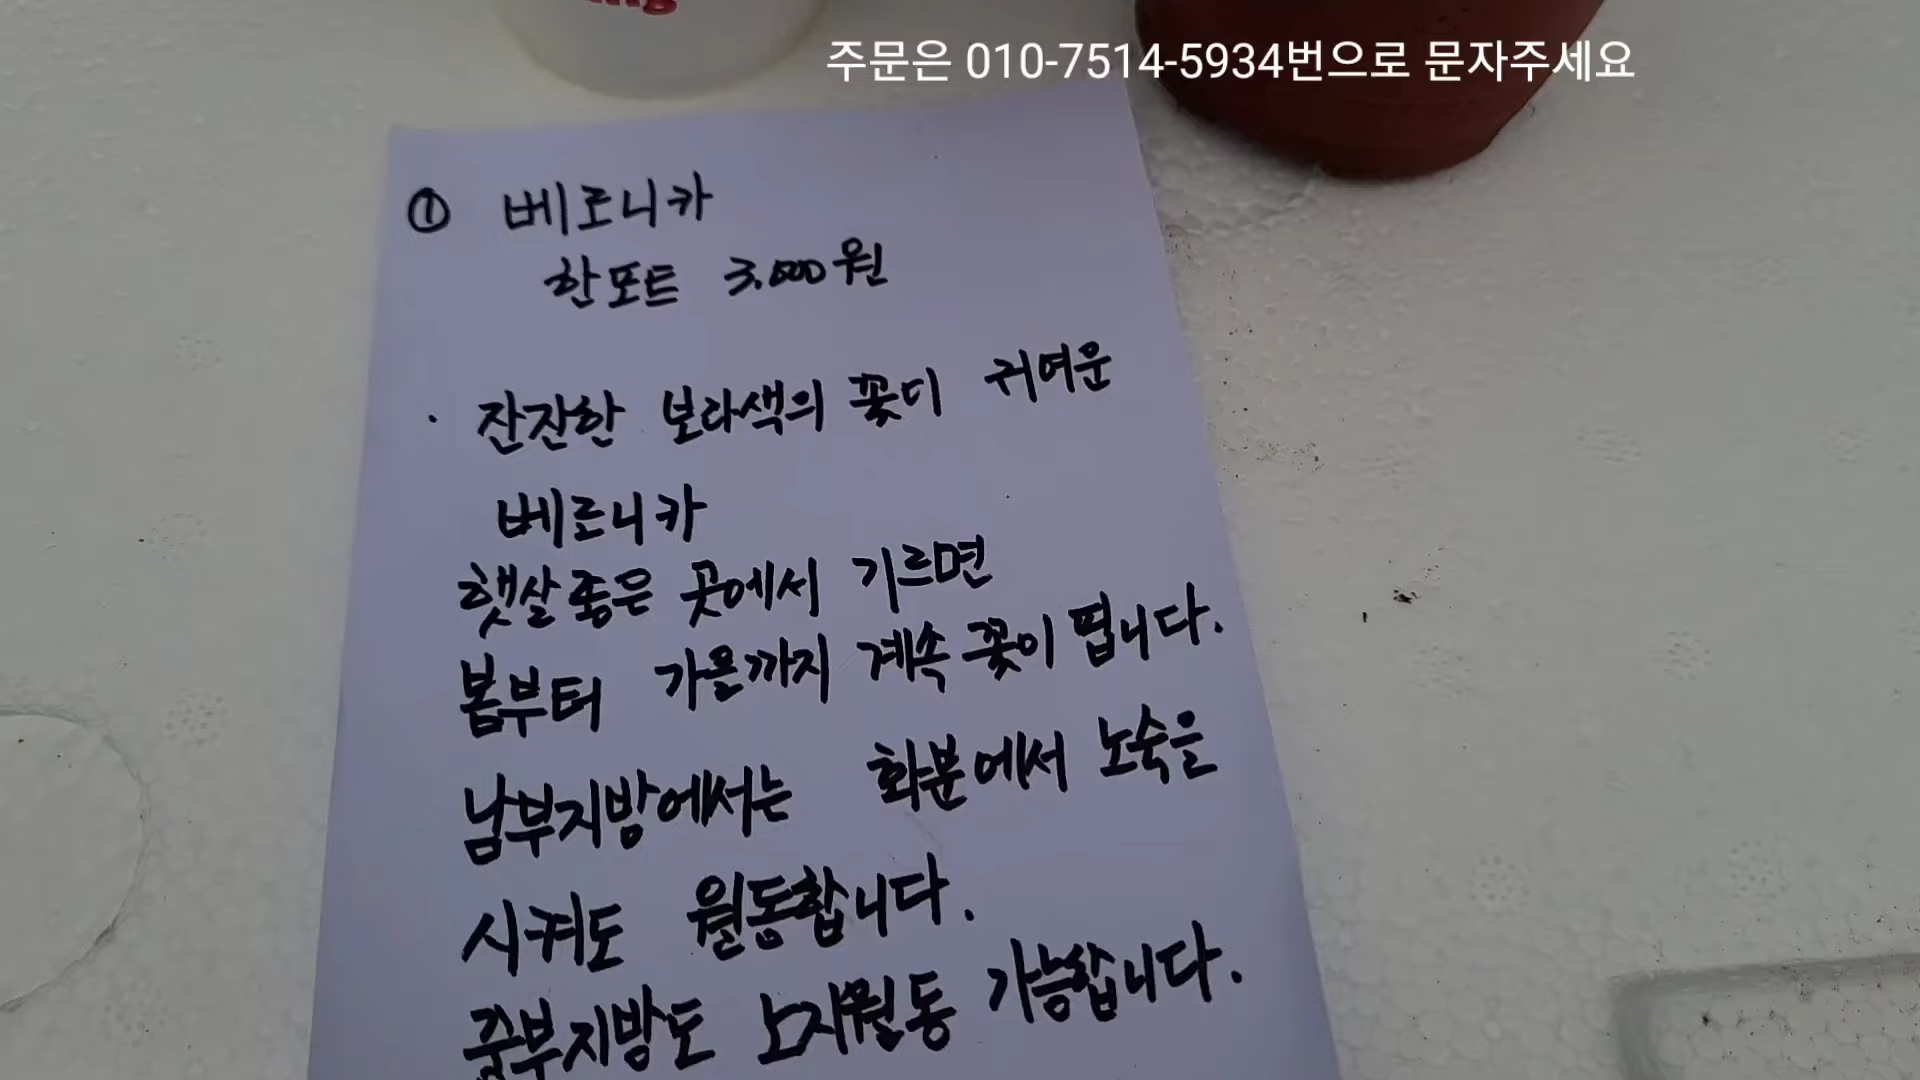 주문은 010-7514-5934번으로 문자주세요
① 베로니카
한포트 3.000원
· 잔잔한 보라색의 꽃디 귀여운
베로니카
햇살좋은 곳에서 기르면
봄부터 가을까지 계속 꽃이 핍니다.
남부지방에서는 화분에서 노숙을
시켜도 월동합니다.
중부지방도 노지월동 가능합니다.